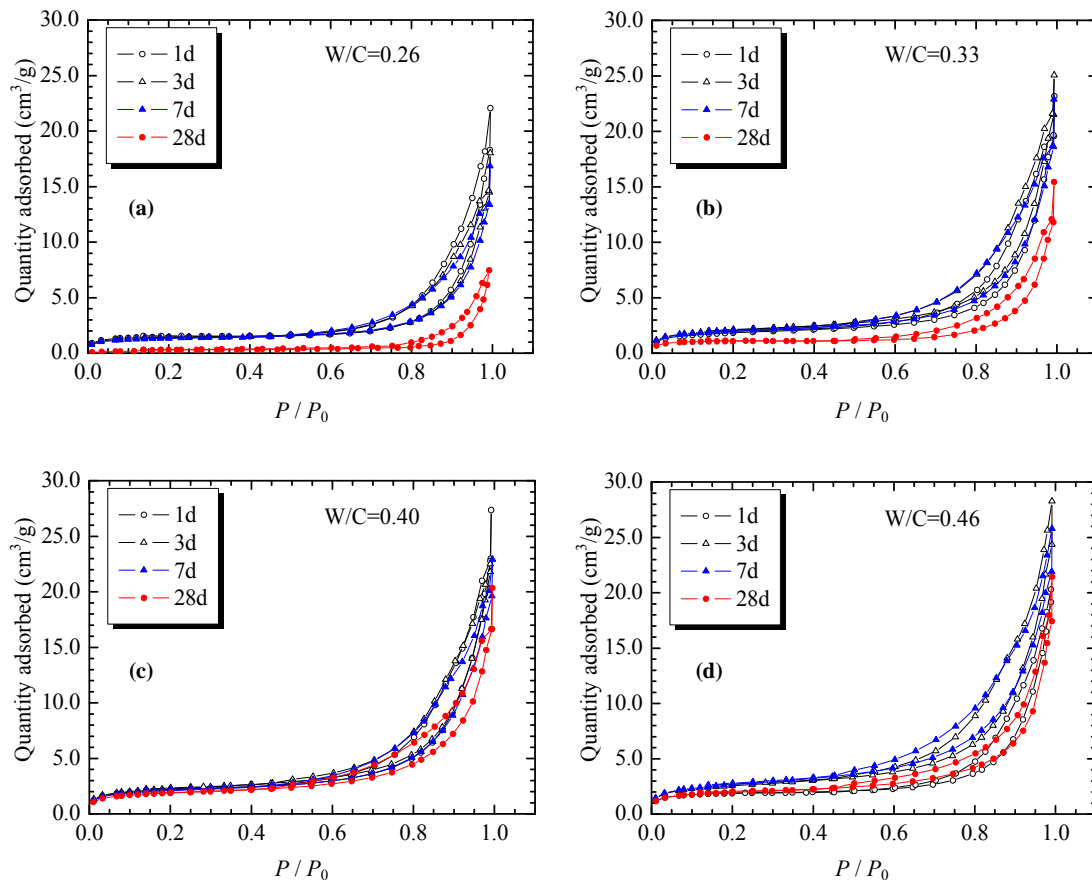 30.0
25.0
20.0
15.0
10.0
5.0
0.0
Quantity adsorbed (cm³/g)
1d
3d
7d
28d
W/C=0.26
(a)
0.0 0.2 0.4 0.6 0.8 1.0
P / P₀
30.0
25.0
20.0
15.0
10.0
5.0
0.0
Quantity adsorbed (cm³/g)
1d
3d
7d
28d
W/C=0.33
(b)
0.0 0.2 0.4 0.6 0.8 1.0
P / P₀
30.0
25.0
20.0
15.0
10.0
5.0
0.0
Quantity adsorbed (cm³/g)
1d
3d
7d
28d
W/C=0.40
(c)
0.0 0.2 0.4 0.6 0.8 1.0
P / P₀
30.0
25.0
20.0
15.0
10.0
5.0
0.0
Quantity adsorbed (cm³/g)
1d
3d
7d
28d
W/C=0.46
(d)
0.0 0.2 0.4 0.6 0.8 1.0
P / P₀